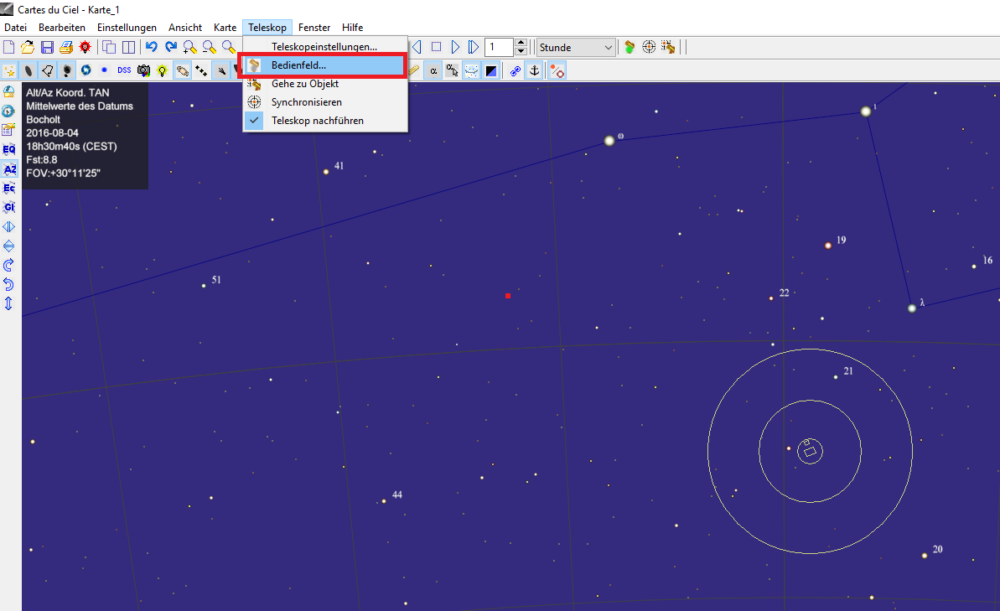 Cartes du Ciel - Karte_1
Datei Bearbeiten Einstellungen Ansicht Karte Teleskop Fenster Hilfe
Teleskopeinstellungen...
Bedienfeld...
Gehe zu Objekt
Synchronisieren
Teleskop nachführen
1 Stunde
DSS α
Alt/Az Koord. TAN
Mittelwerte des Datums
Bocholt
2016-08-04
18h30m40s (CEST)
Fst:8.8
FOV:+30°11'25"
EQ
AZ
Ec
Gl
ι
ω
41
19
16
51
22
λ
21
44
20